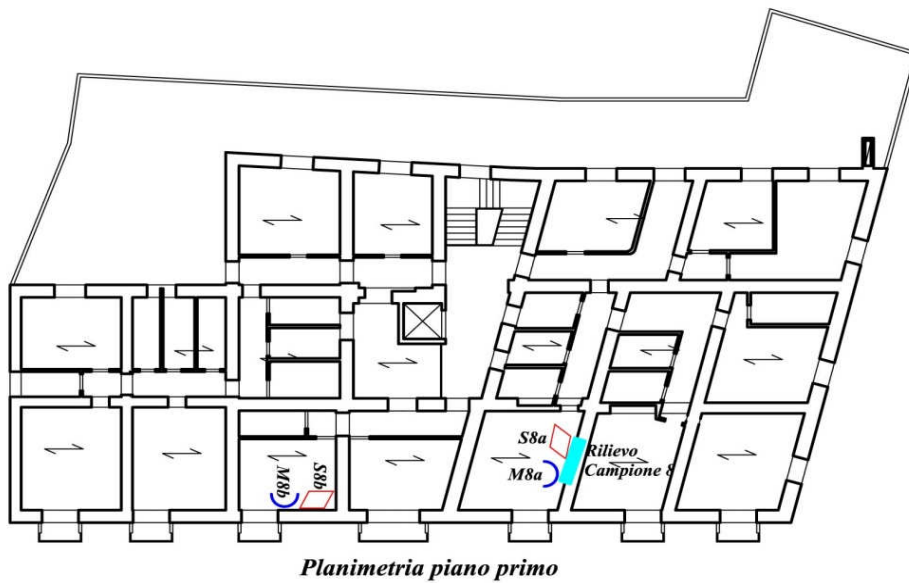 S8a
Rilievo
M8a
Campione 8
M8b
S8b
Planimetria piano primo